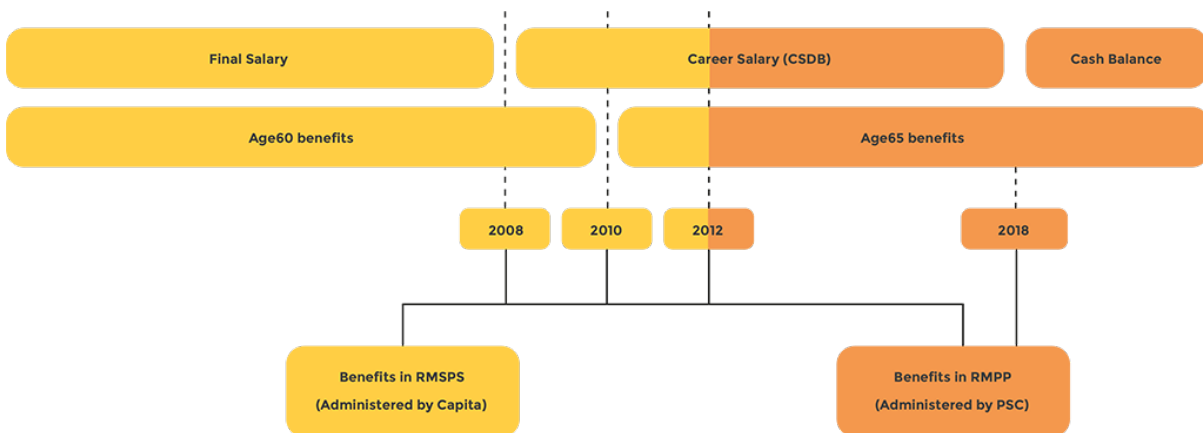 Final Salary
Career Salary (CSDB)
Cash Balance
Age60 benefits
Age65 benefits
2008
2010
2012
2018
Benefits in RMSPS
(Administered by Capita)
Benefits in RMPP
(Administered by PSC)